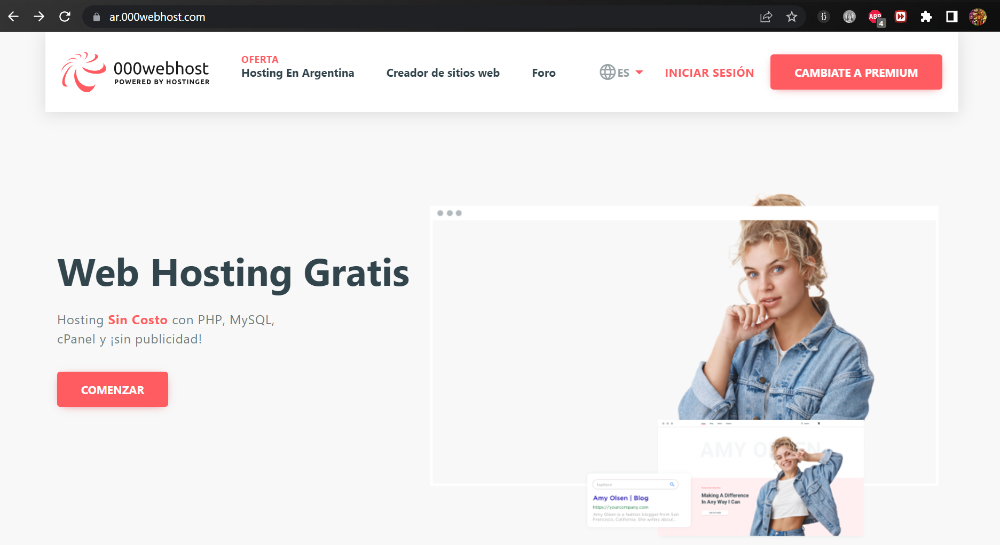 ar.000webhost.com
ABP
4
000webhost
POWERED BY HOSTINGER
OFERTA
Hosting En Argentina
Creador de sitios web
Foro
ES
INICIAR SESIÓN
CAMBIATE A PREMIUM
Web Hosting Gratis
Hosting Sin Costo con PHP, MySQL,
cPanel y ¡sin publicidad!
COMENZAR
AMY OLSEN
fashion
Amy Olsen | Blog
https://yourcompany.com
Amy Olsen is a fashion blogger from San
Francisco, California. She writes about...
Making A Difference
In Any Way I Can